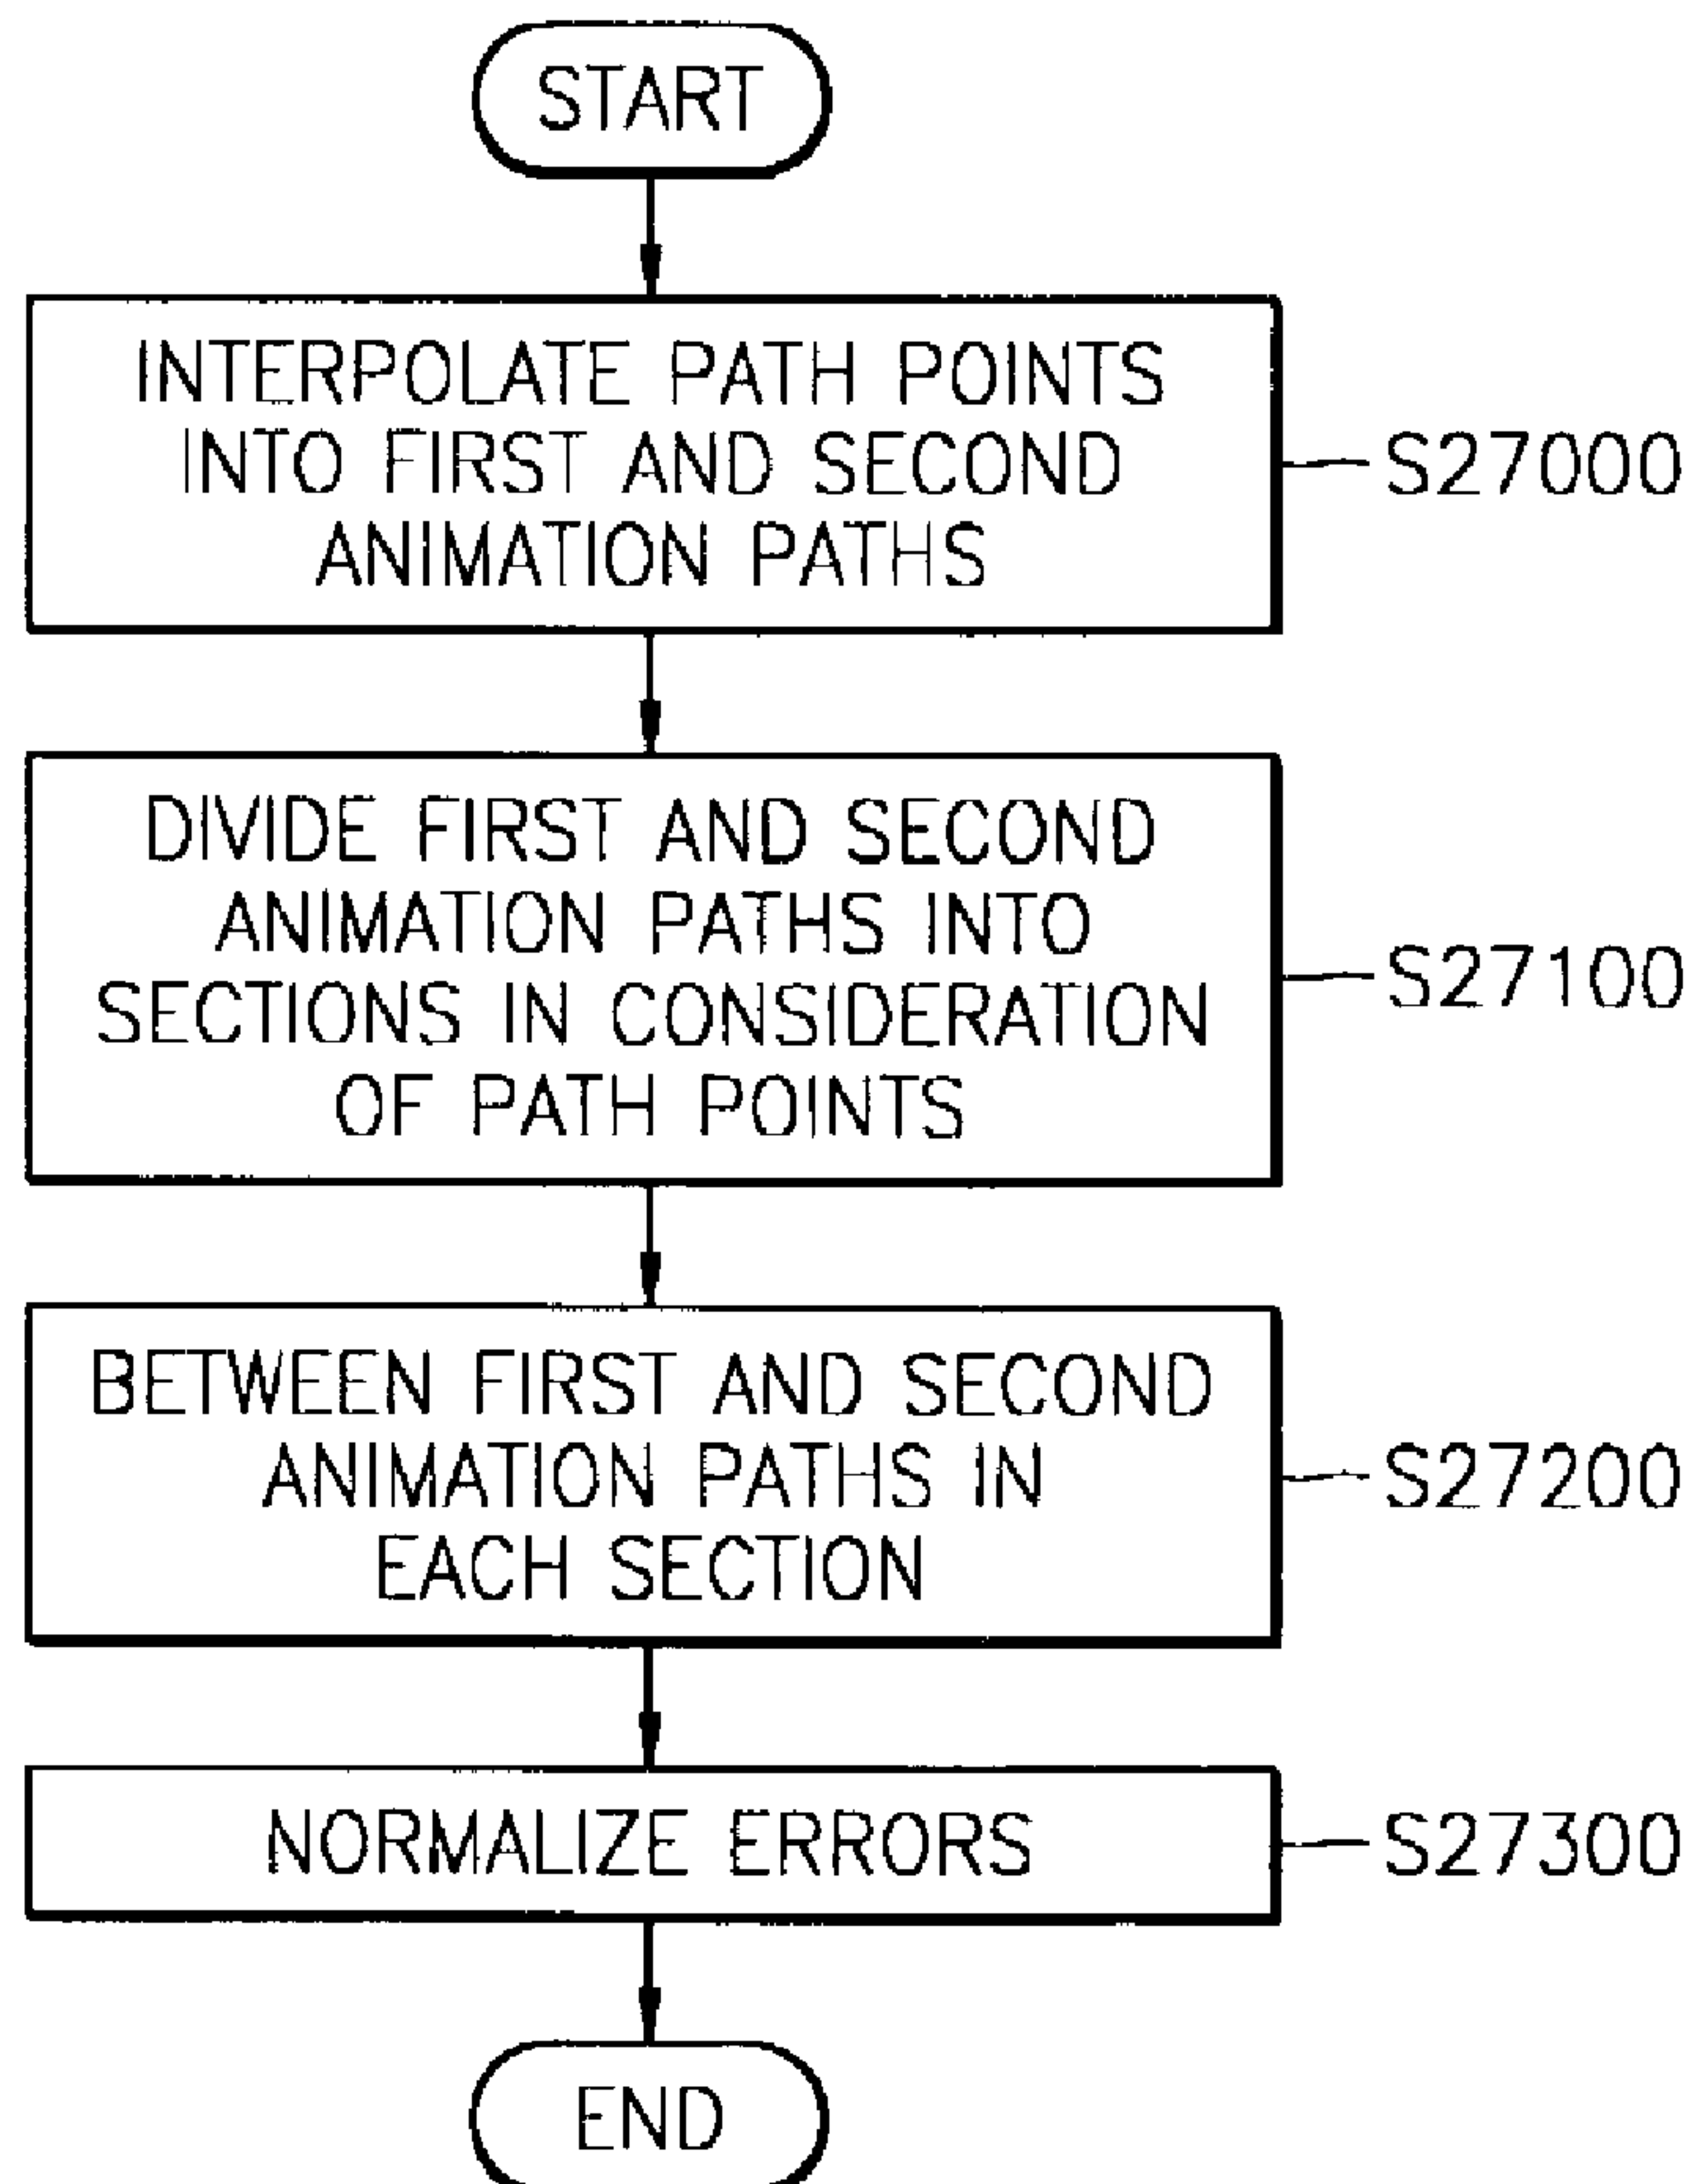 START
INTERPOLATE PATH POINTS
INTO FIRST AND SECOND
ANIMATION PATHS
S27000
DIVIDE FIRST AND SECOND
ANIMATION PATHS INTO
SECTIONS IN CONSIDERATION
OF PATH POINTS
S27100
BETWEEN FIRST AND SECOND
ANIMATION PATHS IN
EACH SECTION
S27200
NORMALIZE ERRORS
S27300
END